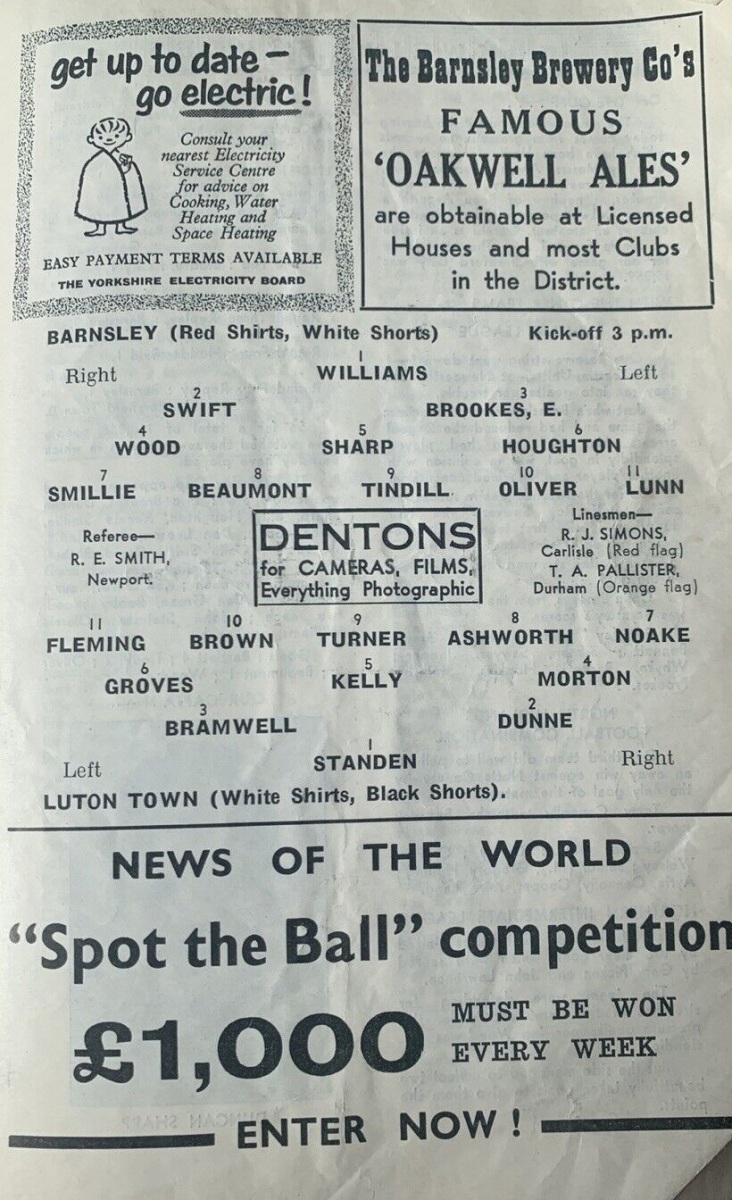 get up to date —
go electric!
Consult your
nearest Electricity
Service Centre
for advice on
Cooking, Water
Heating and
Space Heating
EASY PAYMENT TERMS AVAILABLE
THE YORKSHIRE ELECTRICITY BOARD
The Barnsley Brewery Co's
FAMOUS
'OAKWELL ALES'
are obtainable at Licensed
Houses and most Clubs
in the District.
BARNSLEY (Red Shirts, White Shorts) Kick-off 3 p.m.
1
Right WILLIAMS Left
2 3
SWIFT BROOKES, E.
4 5 6
WOOD SHARP HOUGHTON
7 8 9 10 11
SMILLIE BEAUMONT TINDILL OLIVER LUNN
Referee—
R. E. SMITH,
Newport.
DENTONS
for CAMERAS, FILMS,
Everything Photographic
Linesmen—
R. J. SIMONS,
Carlisle (Red flag)
T. A. PALLISTER,
Durham (Orange flag)
11 10 9 8 7
FLEMING BROWN TURNER ASHWORTH NOAKE
6 5 4
GROVES KELLY MORTON
3 2
BRAMWELL DUNNE
1
Left STANDEN Right
LUTON TOWN (White Shirts, Black Shorts).
NEWS OF THE WORLD
"Spot the Ball" competition
£1,000
MUST BE WON
EVERY WEEK
ENTER NOW!